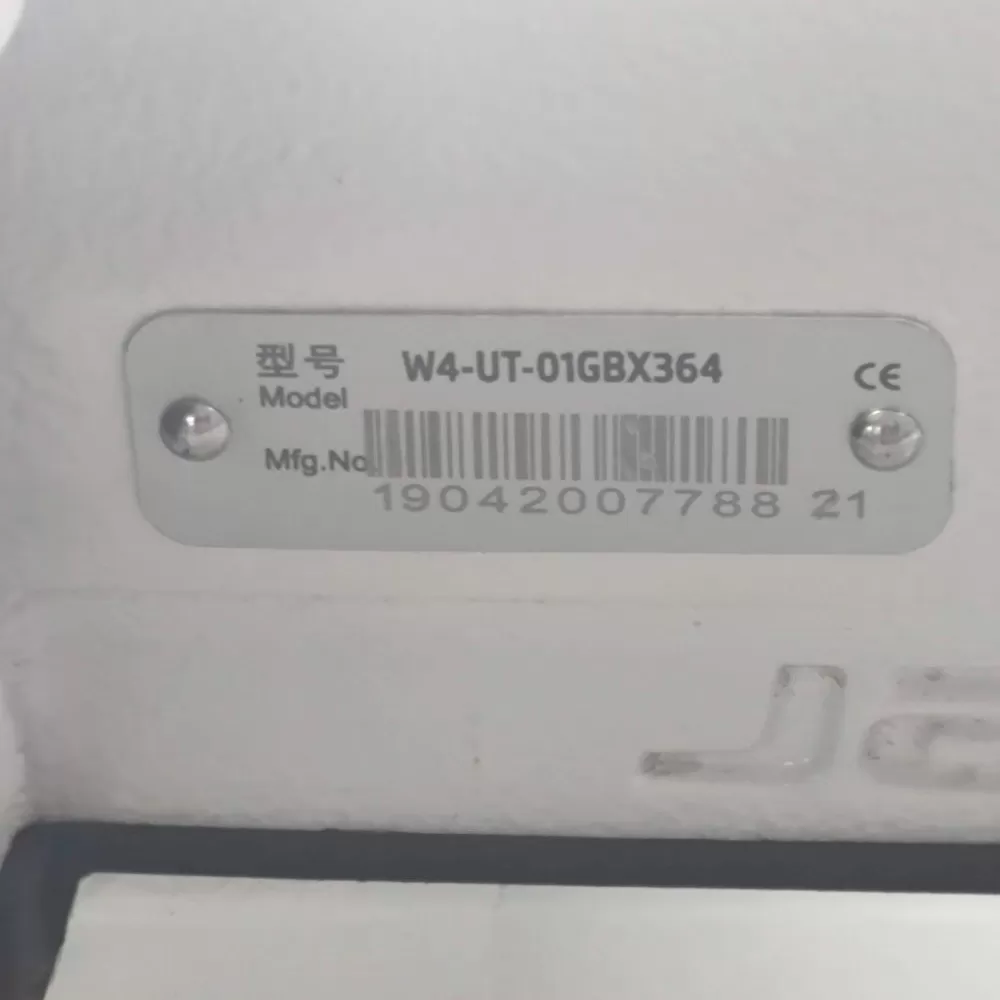 型号 W4-UT-01GBX364 CE
Model
Mfg.No.
19042007788 21